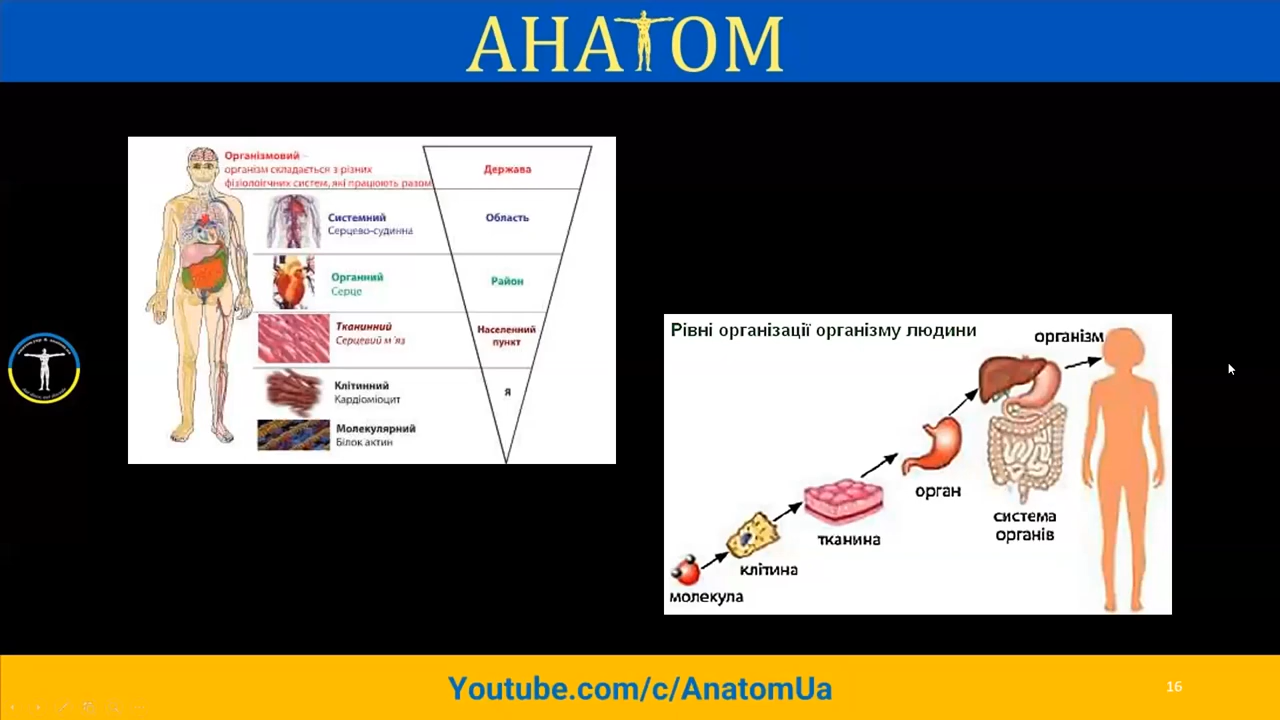 АНАТОМ
Організмовий –
організм складається з різних
фізіологічних систем, які працюють разом
Системний
Серцево-судинна
Органний
Серце
Тканинний
Серцевий м´яз
Клітинний
Кардіоміоцит
Молекулярний
Білок актин
Держава
Область
Район
Населенний
пункт
Я
Рівні організації організму людини
організм
система
органів
орган
тканина
клітина
молекула
Youtube.com/c/AnatomUa
16